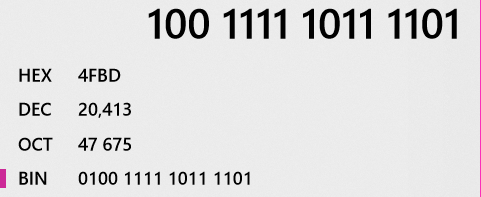 100 1111 1011 1101
HEX 4FBD
DEC 20,413
OCT 47 675
BIN 0100 1111 1011 1101